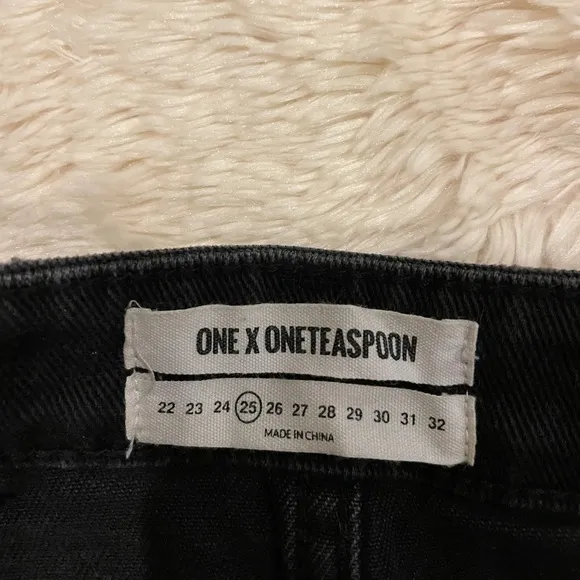 ONE X ONETEASPOON
22 23 24 25 26 27 28 29 30 31 32
MADE IN CHINA